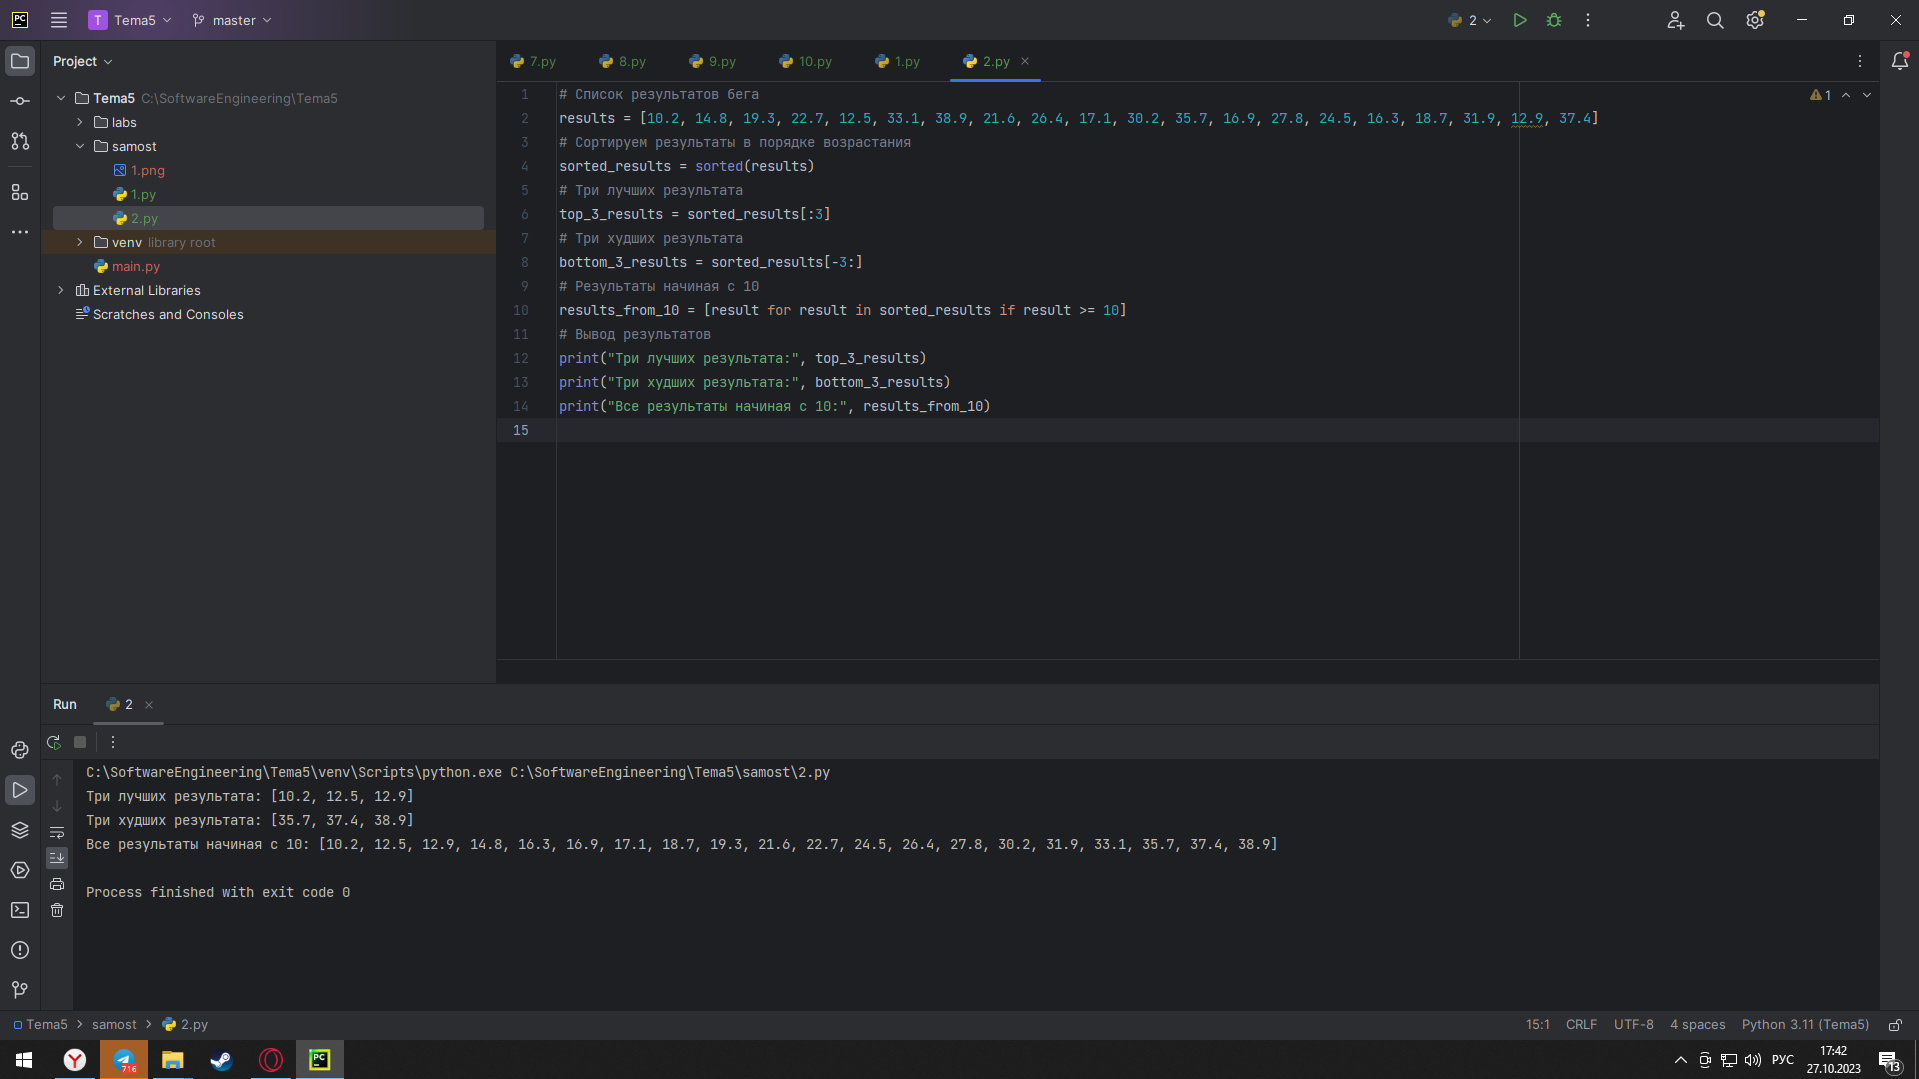 PC T Tema5 master 2
Project
Tema5 C:\SoftwareEngineering\Tema5
labs
samost
1.png
1.py
2.py
venv library root
main.py
External Libraries
Scratches and Consoles
7.py 8.py 9.py 10.py 1.py 2.py
1 # Список результатов бега
1
2 results = [10.2, 14.8, 19.3, 22.7, 12.5, 33.1, 38.9, 21.6, 26.4, 17.1, 30.2, 35.7, 16.9, 27.8, 24.5, 16.3, 18.7, 31.9, 12.9, 37.4]
3 # Сортируем результаты в порядке возрастания
4 sorted_results = sorted(results)
5 # Три лучших результата
6 top_3_results = sorted_results[:3]
7 # Три худших результата
8 bottom_3_results = sorted_results[-3:]
9 # Результаты начиная с 10
10 results_from_10 = [result for result in sorted_results if result >= 10]
11 # Вывод результатов
12 print("Три лучших результата:", top_3_results)
13 print("Три худших результата:", bottom_3_results)
14 print("Все результаты начиная с 10:", results_from_10)
15
Run 2
C:\SoftwareEngineering\Tema5\venv\Scripts\python.exe C:\SoftwareEngineering\Tema5\samost\2.py
Три лучших результата: [10.2, 12.5, 12.9]
Три худших результата: [35.7, 37.4, 38.9]
Все результаты начиная с 10: [10.2, 12.5, 12.9, 14.8, 16.3, 16.9, 17.1, 18.7, 19.3, 21.6, 22.7, 24.5, 26.4, 27.8, 30.2, 31.9, 33.1, 35.7, 37.4, 38.9]
Process finished with exit code 0
Tema5 samost 2.py
15:1 CRLF UTF-8 4 spaces Python 3.11 (Tema5)
Y 716 PC
РУС
17:42
27.10.2023
13